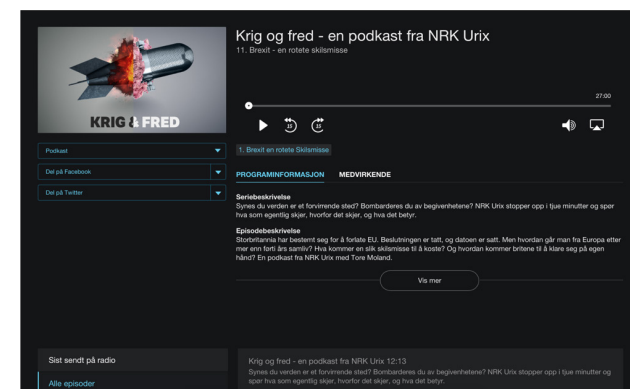 Krig og fred - en podkast fra NRK Urix
11. Brexit - en rotete skilsmisse
KRIG & FRED
27:00
15
15
Podkast
Del på Facebook
Del på Twitter
1. Brexit en rotete Skilsmisse
PROGRAMINFORMASJON MEDVIRKENDE
Seriebeskrivelse
Synes du verden er et forvirrende sted? Bombarderes du av begivenhetene? NRK Urix stopper opp i tjue minutter og spør
hva som egentlig skjer, hvorfor det skjer, og hva det betyr.
Episodebeskrivelse
Storbritannia har bestemt seg for å forlate EU. Beslutningen er tatt, og datoen er satt. Men hvordan går man fra Europa etter
mer enn førti års samliv? Hva kommer en slik skilsmisse til å koste? Og hvordan kommer britene til å klare seg på egen
hånd? En podkast fra NRK Urix med Tore Moland.
Vis mer
Sist sendt på radio
Alle episoder
Krig og fred - en podkast fra NRK Urix 12:13
Synes du verden er et forvirrende sted? Bombarderes du av begivenhetene? NRK Urix stopper opp i tjue minutter og
spør hva som egentlig skjer, hvorfor det skjer, og hva det betyr.